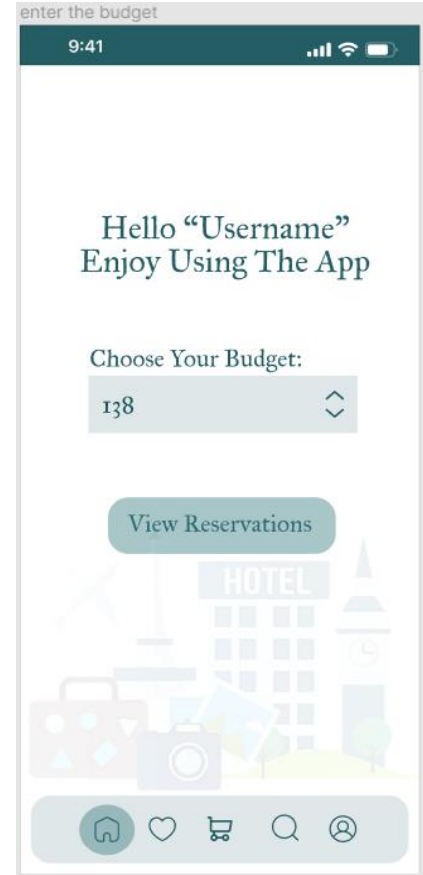 enter the budget
9:41
Hello “Username”
Enjoy Using The App
Choose Your Budget:
138
View Reservations
HOTEL